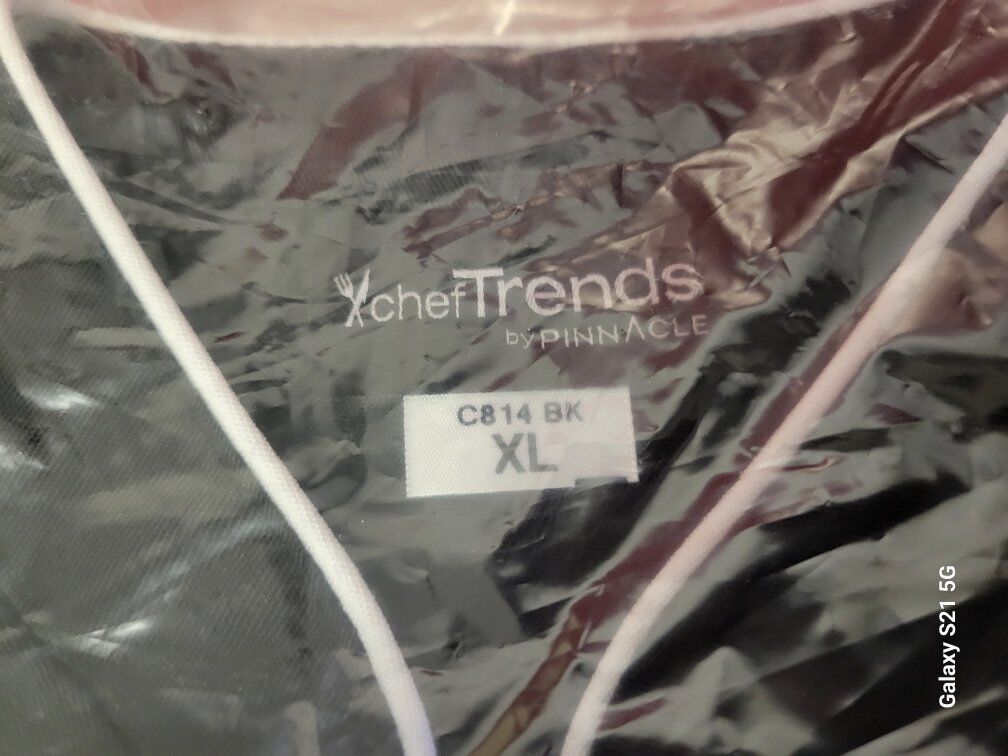 chefTrends
by PINNACLE
C814 BK
XL
Galaxy S21 5G